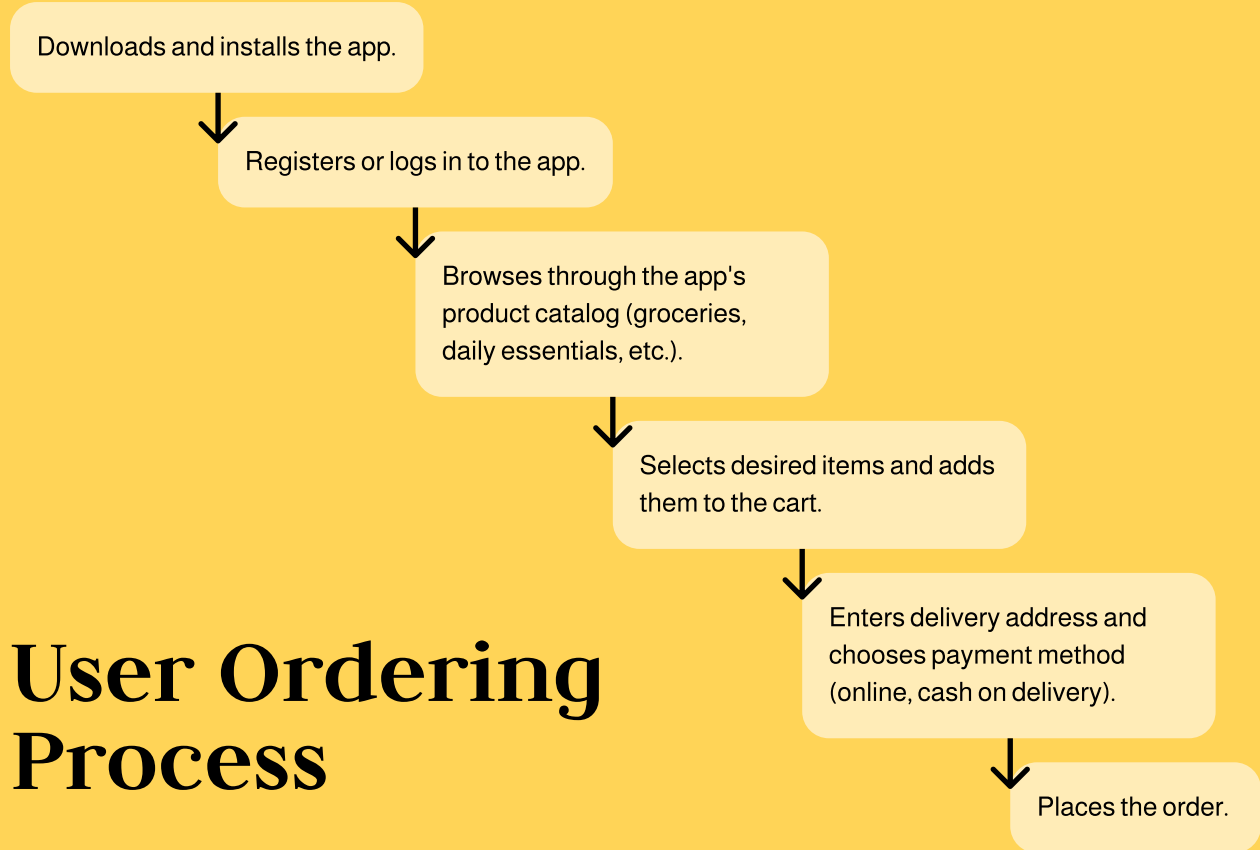 Downloads and installs the app.
Registers or logs in to the app.
Browses through the app's
product catalog (groceries,
daily essentials, etc.).
Selects desired items and adds
them to the cart.
Enters delivery address and
chooses payment method
(online, cash on delivery).
Places the order.
User Ordering
Process